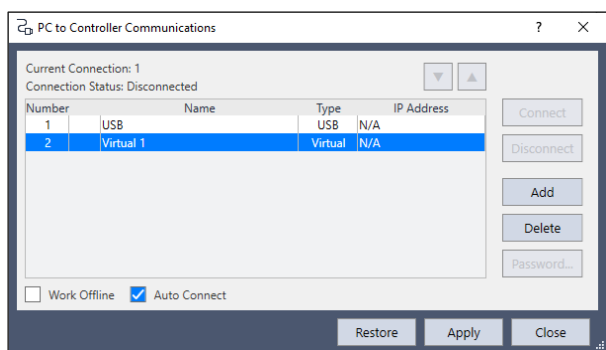 PC to Controller Communications
Current Connection: 1
Connection Status: Disconnected
Number Name Type IP Address
1 USB USB N/A
2 Virtual 1 Virtual N/A
Connect
Disconnect
Add
Delete
Password...
Work Offline Auto Connect
Restore Apply Close